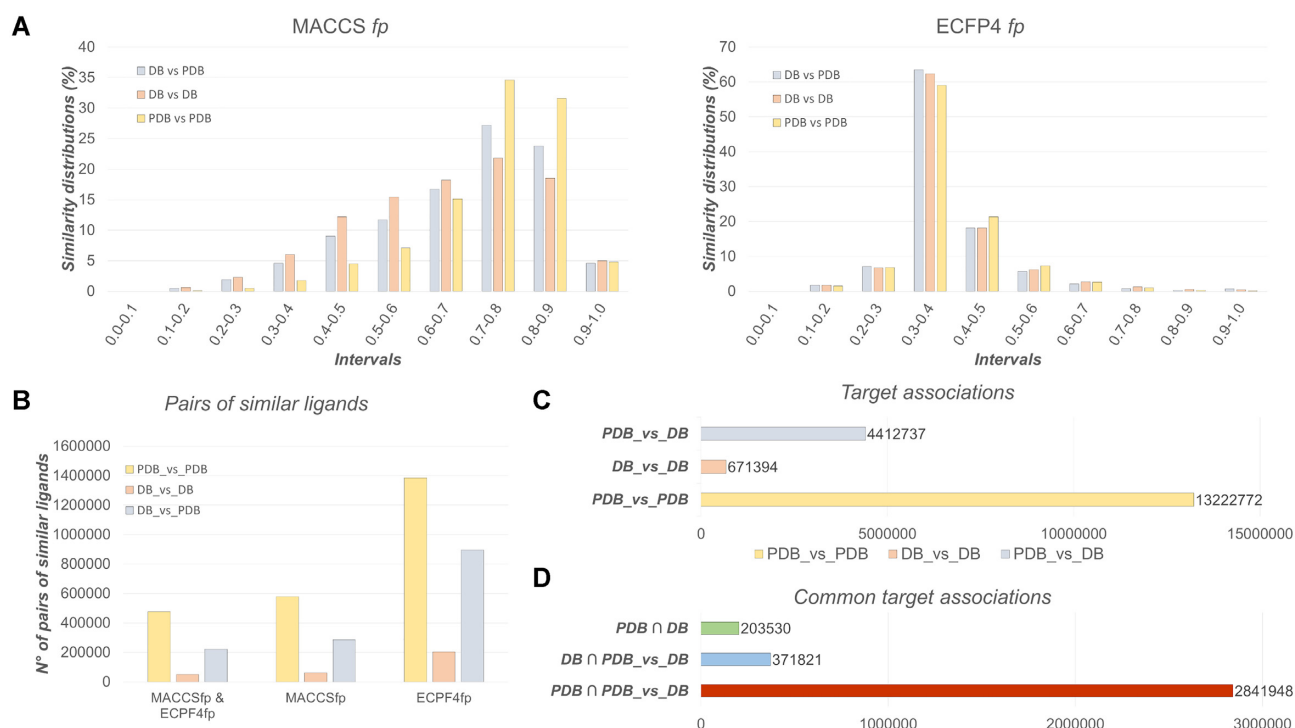 A
MACCS fp
Similarity distributions (%)
40
35
30
25
20
15
10
5
0
DB vs PDB
DB vs DB
PDB vs PDB
0.0-0.1
0.1-0.2
0.2-0.3
0.3-0.4
0.4-0.5
0.5-0.6
0.6-0.7
0.7-0.8
0.8-0.9
0.9-1.0
Intervals
ECFP4 fp
Similarity distributions (%)
70
60
50
40
30
20
10
0
DB vs PDB
DB vs DB
PDB vs PDB
0.0-0.1
0.1-0.2
0.2-0.3
0.3-0.4
0.4-0.5
0.5-0.6
0.6-0.7
0.7-0.8
0.8-0.9
0.9-1.0
Intervals
B
Pairs of similar ligands
N° of pairs of similar ligands
1600000
1400000
1200000
1000000
800000
600000
400000
200000
0
PDB_vs_PDB
DB_vs_DB
DB_vs_PDB
MACCSfp &
ECPF4fp
MACCSfp
ECPF4fp
C
Target associations
PDB_vs_DB
4412737
DB_vs_DB
671394
PDB_vs_PDB
13222772
0
5000000
10000000
15000000
PDB_vs_PDB
DB_vs_DB
PDB_vs_DB
D
Common target associations
PDB ∩ DB
203530
DB ∩ PDB_vs_DB
371821
PDB ∩ PDB_vs_DB
2841948
0
1000000
2000000
3000000